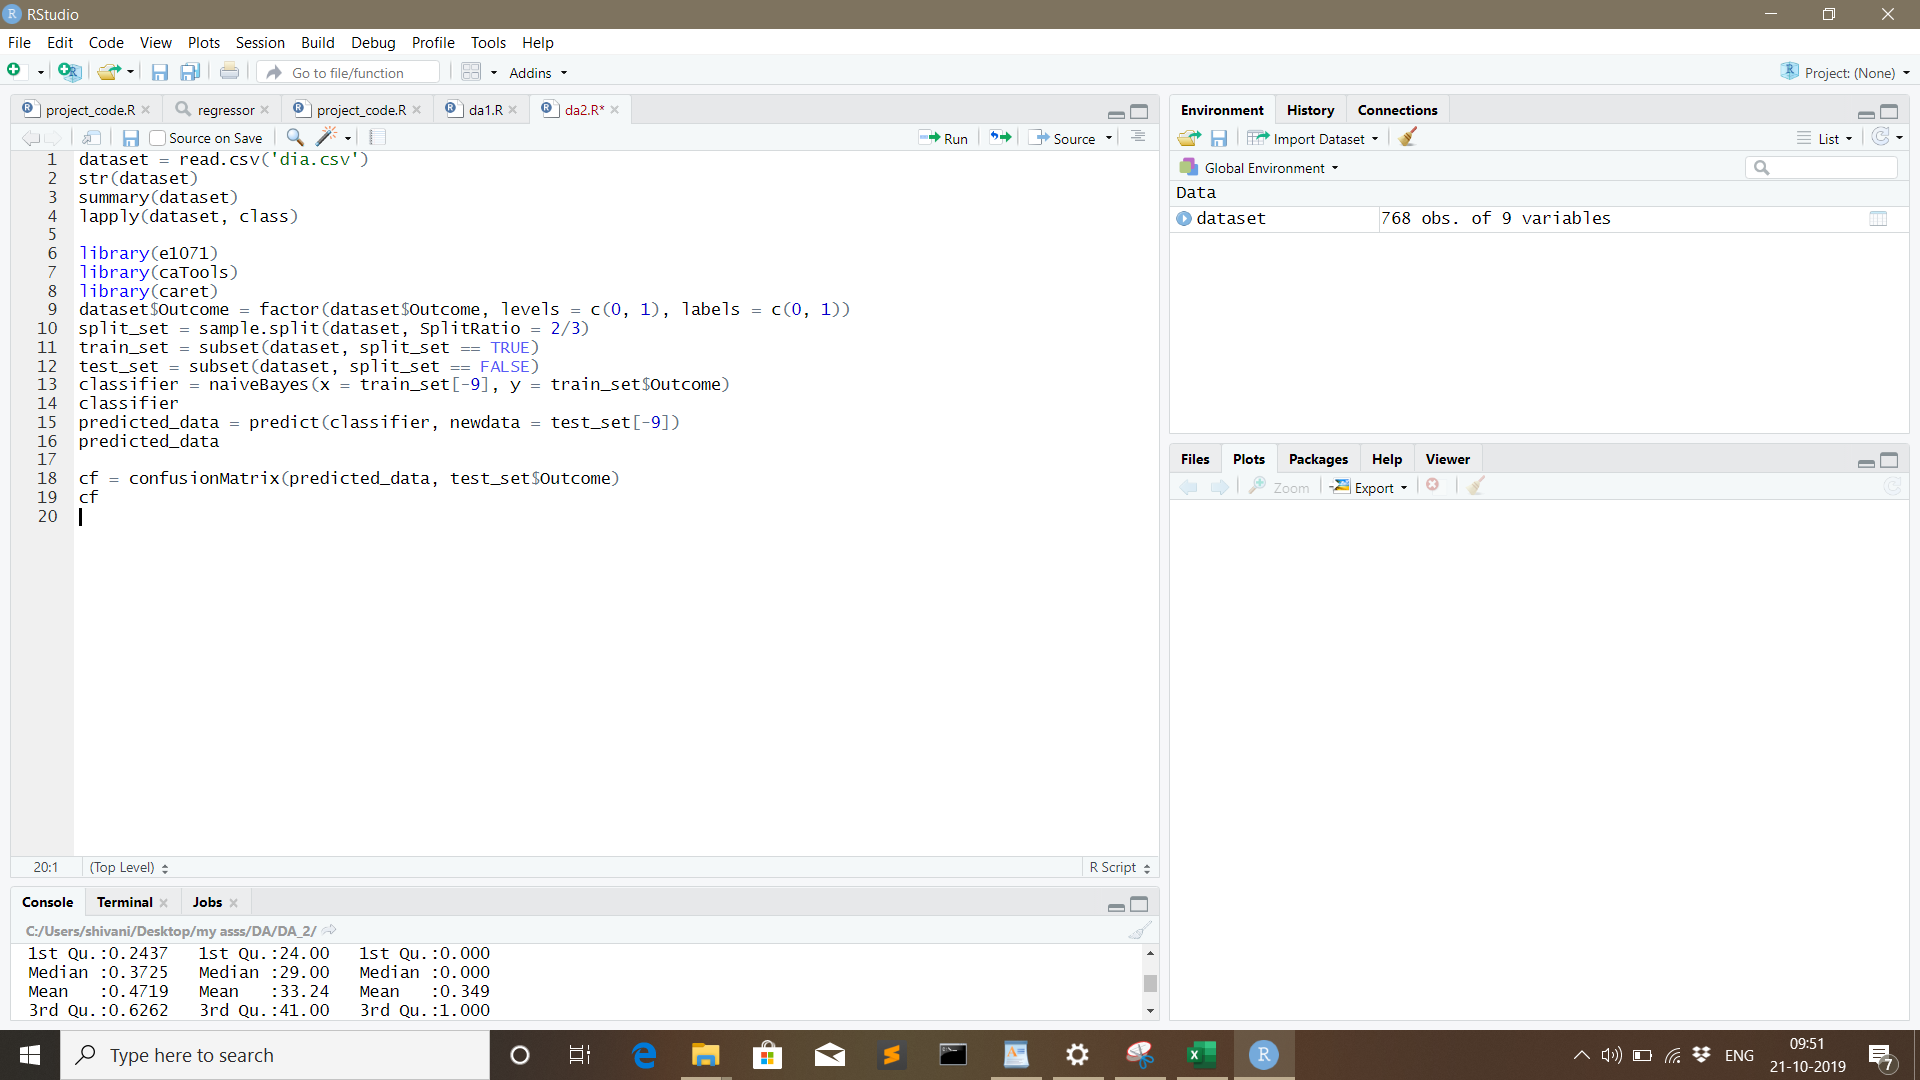 RStudio
File Edit Code View Plots Session Build Debug Profile Tools Help
Go to file/function Addins Project: (None)
project_code.R regressor project_code.R da1.R da2.R*
Source on Save Run Source
1 dataset = read.csv('dia.csv')
2 str(dataset)
3 summary(dataset)
4 lapply(dataset, class)
5
6 library(e1071)
7 library(caTools)
8 library(caret)
9 dataset$Outcome = factor(dataset$Outcome, levels = c(0, 1), labels = c(0, 1))
10 split_set = sample.split(dataset, SplitRatio = 2/3)
11 train_set = subset(dataset, split_set == TRUE)
12 test_set = subset(dataset, split_set == FALSE)
13 classifier = naiveBayes(x = train_set[-9], y = train_set$Outcome)
14 classifier
15 predicted_data = predict(classifier, newdata = test_set[-9])
16 predicted_data
17
18 cf = confusionMatrix(predicted_data, test_set$Outcome)
19 cf
20
20:1 (Top Level) R Script
Console Terminal Jobs
C:/Users/shivani/Desktop/my asss/DA/DA_2/
1st Qu.:0.2437 1st Qu.:24.00 1st Qu.:0.000
Median :0.3725 Median :29.00 Median :0.000
Mean :0.4719 Mean :33.24 Mean :0.349
3rd Qu.:0.6262 3rd Qu.:41.00 3rd Qu.:1.000
Environment History Connections
Import Dataset List
Global Environment
Data
dataset 768 obs. of 9 variables
Files Plots Packages Help Viewer
Zoom Export
Type here to search
ENG
09:51
21-10-2019
7